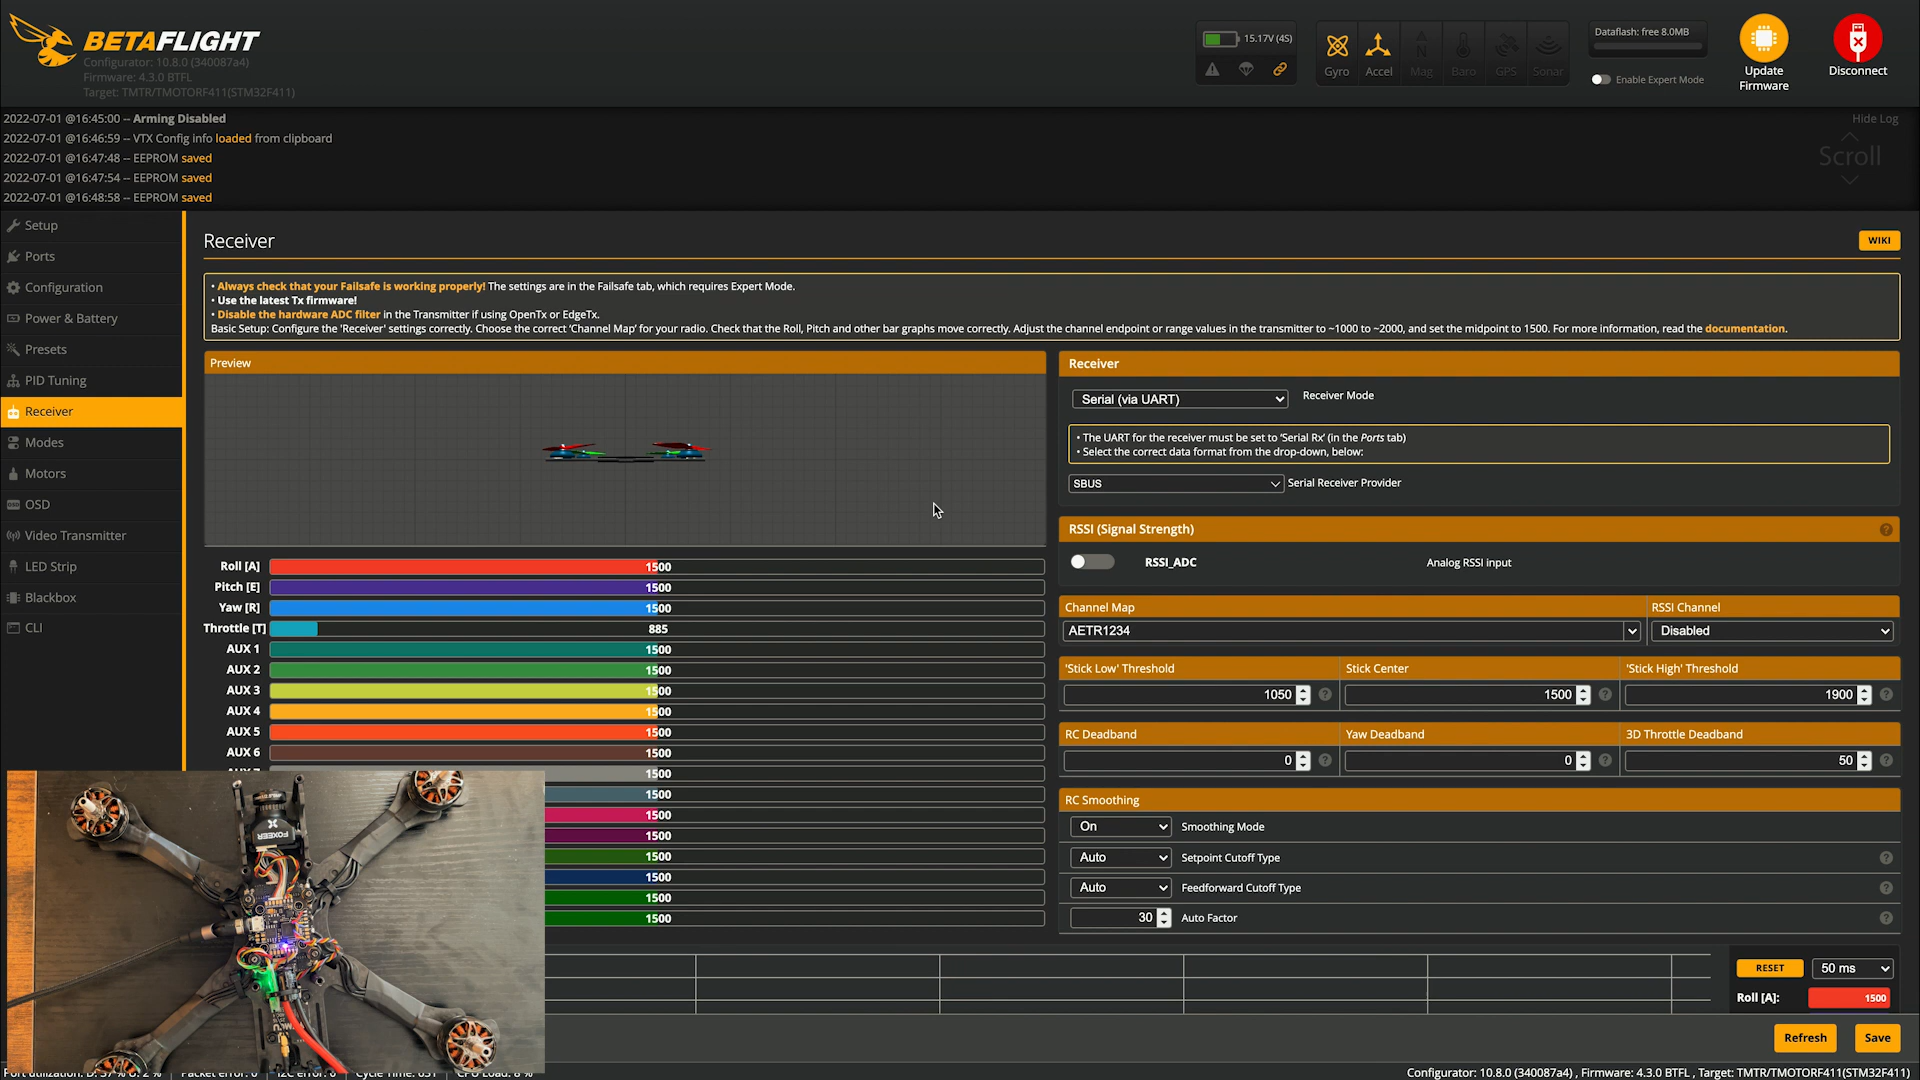 BETAFLIGHT
Configurator: 10.8.0 (340087a4)
Firmware: 4.3.0 BTFL
Target: TMTR/TMOTORF411(STM32F411)
15.17V (4S)
Gyro
Accel
Mag
Baro
GPS
Sonar
Dataflash: free 8.0MB
Enable Expert Mode
Update
Firmware
Disconnect
2022-07-01 @16:45:00 -- Arming Disabled
2022-07-01 @16:46:59 -- VTX Config info loaded from clipboard
2022-07-01 @16:47:48 -- EEPROM saved
2022-07-01 @16:47:54 -- EEPROM saved
2022-07-01 @16:48:58 -- EEPROM saved
Hide Log
Scroll
Setup
Ports
Configuration
Power & Battery
Presets
PID Tuning
Receiver
Modes
Motors
OSD
Video Transmitter
LED Strip
Blackbox
CLI
Receiver
WIKI
• Always check that your Failsafe is working properly! The settings are in the Failsafe tab, which requires Expert Mode.
• Use the latest Tx firmware!
• Disable the hardware ADC filter in the Transmitter if using OpenTx or EdgeTx.
Basic Setup: Configure the 'Receiver' settings correctly. Choose the correct 'Channel Map' for your radio. Check that the Roll, Pitch and other bar graphs move correctly. Adjust the channel endpoint or range values in the transmitter to ~1000 to ~2000, and set the midpoint to 1500. For more information, read the documentation.
Preview
Roll [A] 1500
Pitch [E] 1500
Yaw [R] 1500
Throttle [T] 885
AUX 1 1500
AUX 2 1500
AUX 3 1500
AUX 4 1500
AUX 5 1500
AUX 6 1500
1500
1500
1500
1500
1500
1500
1500
1500
FOXEER
Receiver
Serial (via UART) Receiver Mode
• The UART for the receiver must be set to 'Serial Rx' (in the Ports tab)
• Select the correct data format from the drop-down, below:
SBUS Serial Receiver Provider
RSSI (Signal Strength)
RSSI_ADC Analog RSSI input
Channel Map RSSI Channel
AETR1234 Disabled
'Stick Low' Threshold Stick Center 'Stick High' Threshold
1050 1500 1900
RC Deadband Yaw Deadband 3D Throttle Deadband
0 0 50
RC Smoothing
On Smoothing Mode
Auto Setpoint Cutoff Type
Auto Feedforward Cutoff Type
30 Auto Factor
RESET 50 ms
Roll [A]: 1500
Refresh Save
Configurator: 10.8.0 (340087a4) , Firmware: 4.3.0 BTFL , Target: TMTR/TMOTORF411(STM32F411)